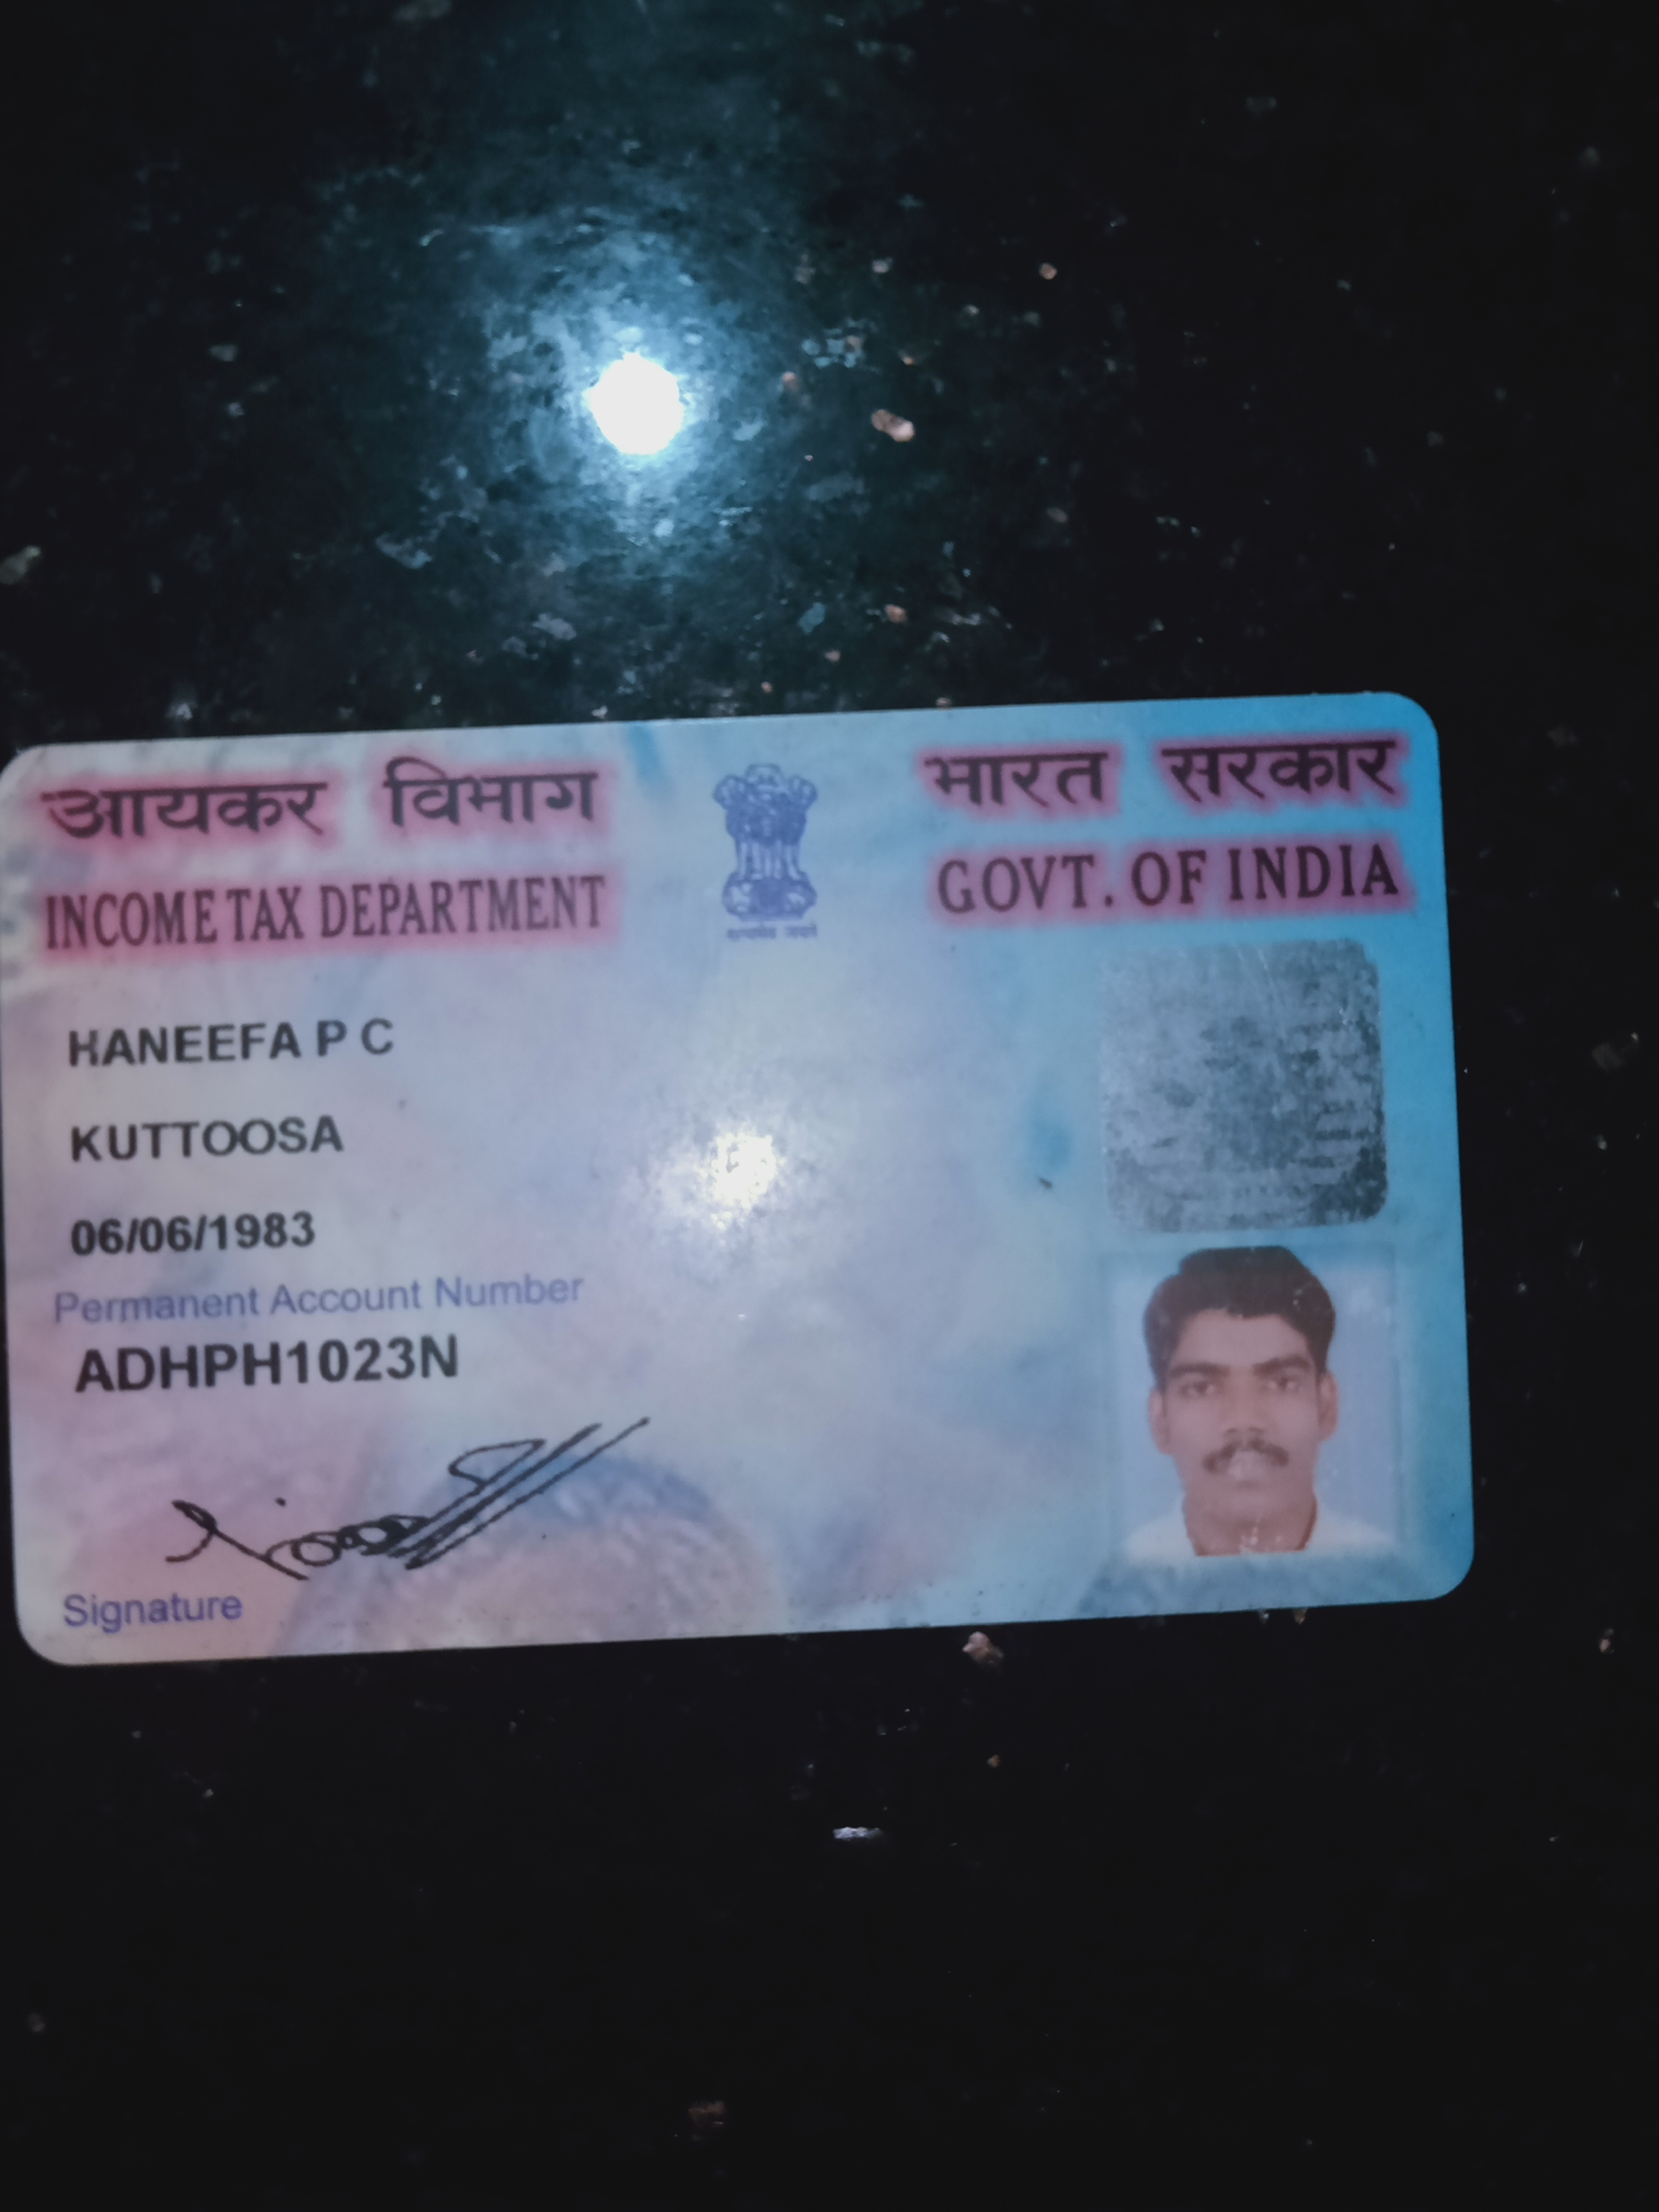 आयकर विभाग
INCOME TAX DEPARTMENT
भारत सरकार
GOVT. OF INDIA
सत्यमेव जयते
HANEEFA P C
KUTTOOSA
06/06/1983
Permanent Account Number
ADHPH1023N
Signature